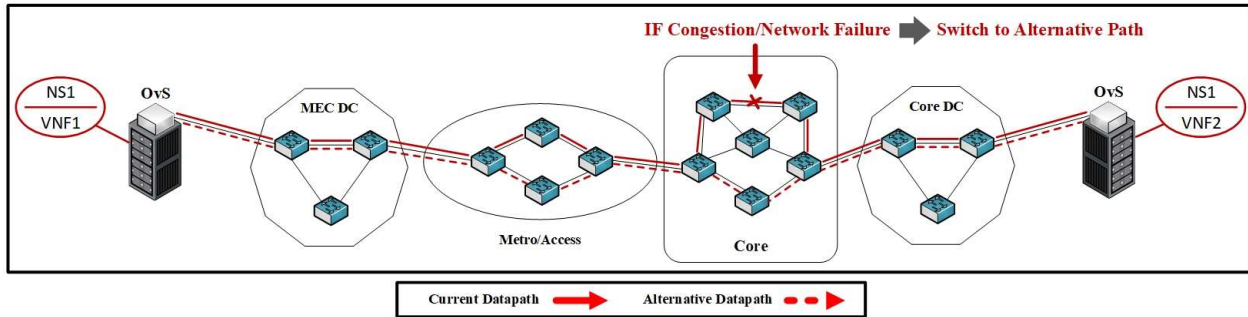 IF Congestion/Network Failure Switch to Alternative Path
NS1
VNF1
OvS
MEC DC
Metro/Access
Core
Core DC
OvS
NS1
VNF2
Current Datapath Alternative Datapath